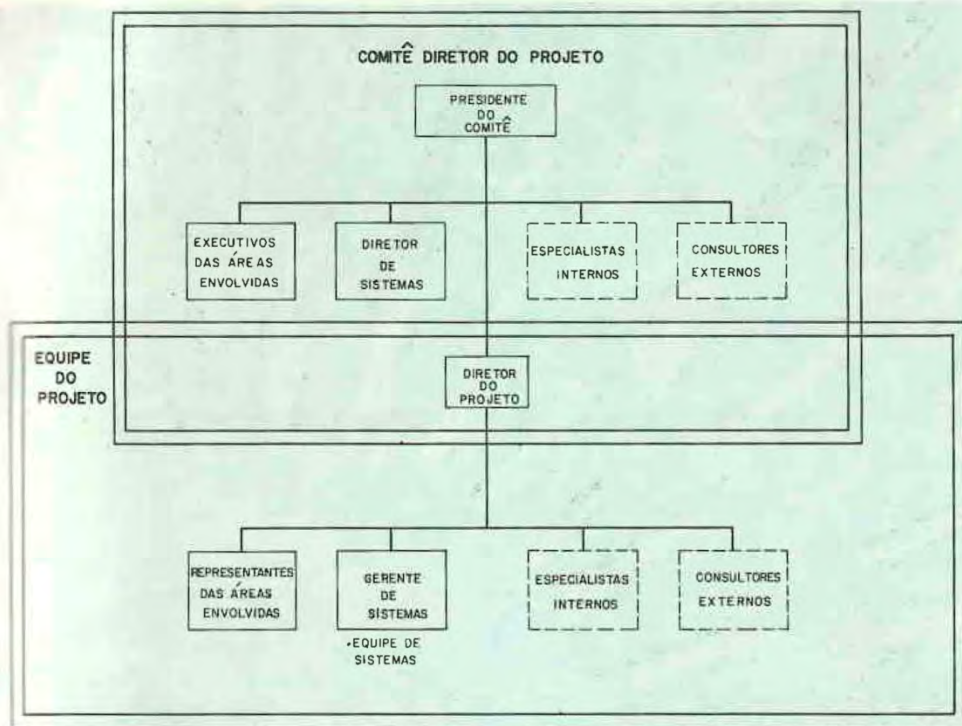 COMITÊ DIRETOR DO PROJETO
PRESIDENTE
DO
COMITÊ
EXECUTIVOS
DAS ÁREAS
ENVOLVIDAS
DIRETOR
DE
SISTEMAS
ESPECIALISTAS
INTERNOS
CONSULTORES
EXTERNOS
EQUIPE
DO
PROJETO
DIRETOR
DO
PROJETO
REPRESENTANTES
DAS ÁREAS
ENVOLVIDAS
GERENTE
DE
SISTEMAS
•EQUIPE DE
SISTEMAS
ESPECIALISTAS
INTERNOS
CONSULTORES
EXTERNOS